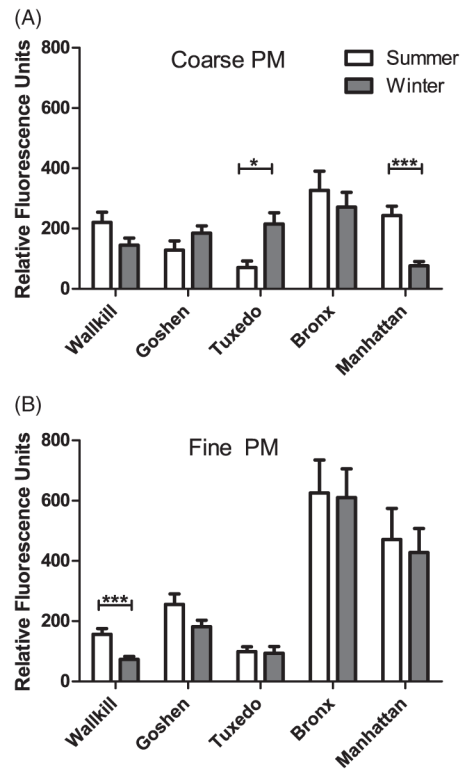 (A)
Coarse PM
Summer
Winter
Relative Fluorescence Units
800
600
400
200
0
*
***
Wallkill
Goshen
Tuxedo
Bronx
Manhattan
(B)
Fine PM
Relative Fluorescence Units
800
600
400
200
0
***
Wallkill
Goshen
Tuxedo
Bronx
Manhattan